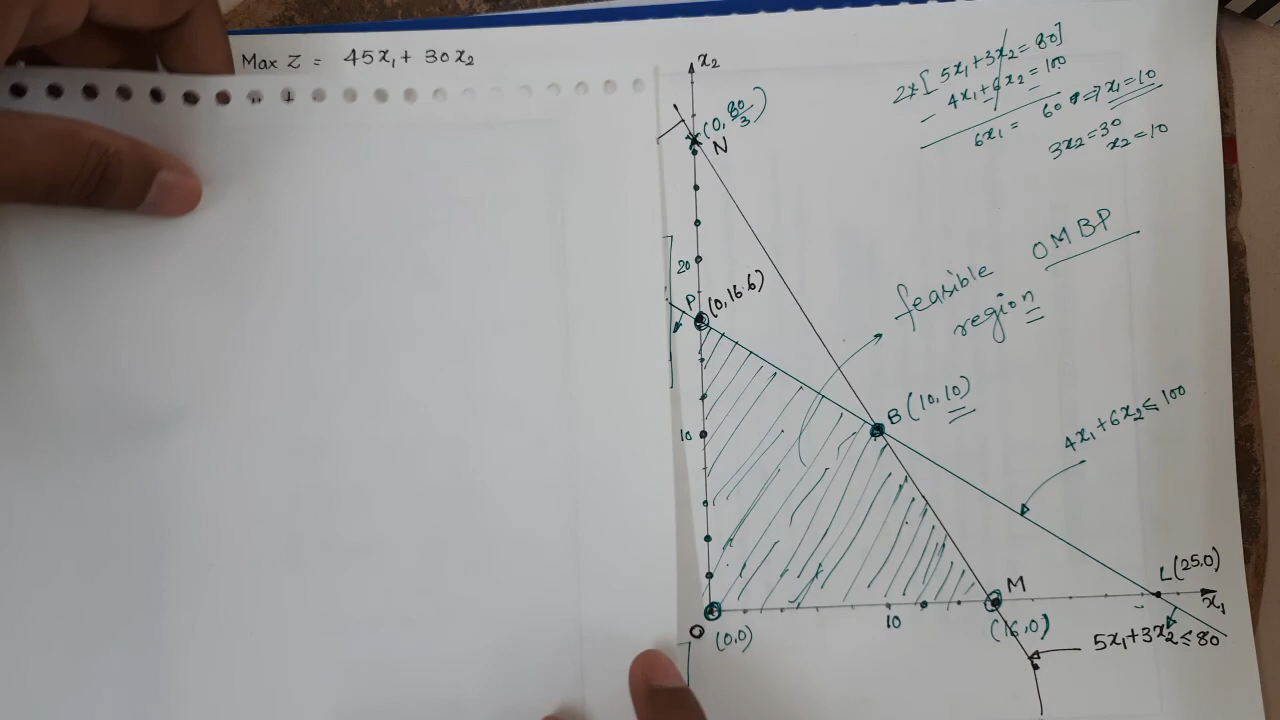 Max Z = 45x₁ + 30x₂
x₂
2*[5x₁+3x₂=80]
- 4x₁+6x₂=100
6x₁ = 60 ⇒ x₁=10
3x₂=30
x₂=10
(0, 80/3)
N
20
P
(0,16.6)
feasible
region
OMBP
10
B(10,10)
4x₁+6x₂≤100
L(25,0)
x₁
M
(16,0)
10
O
(0,0)
5x₁+3x₂≤80